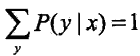 ∑_y P(y | x) = 1